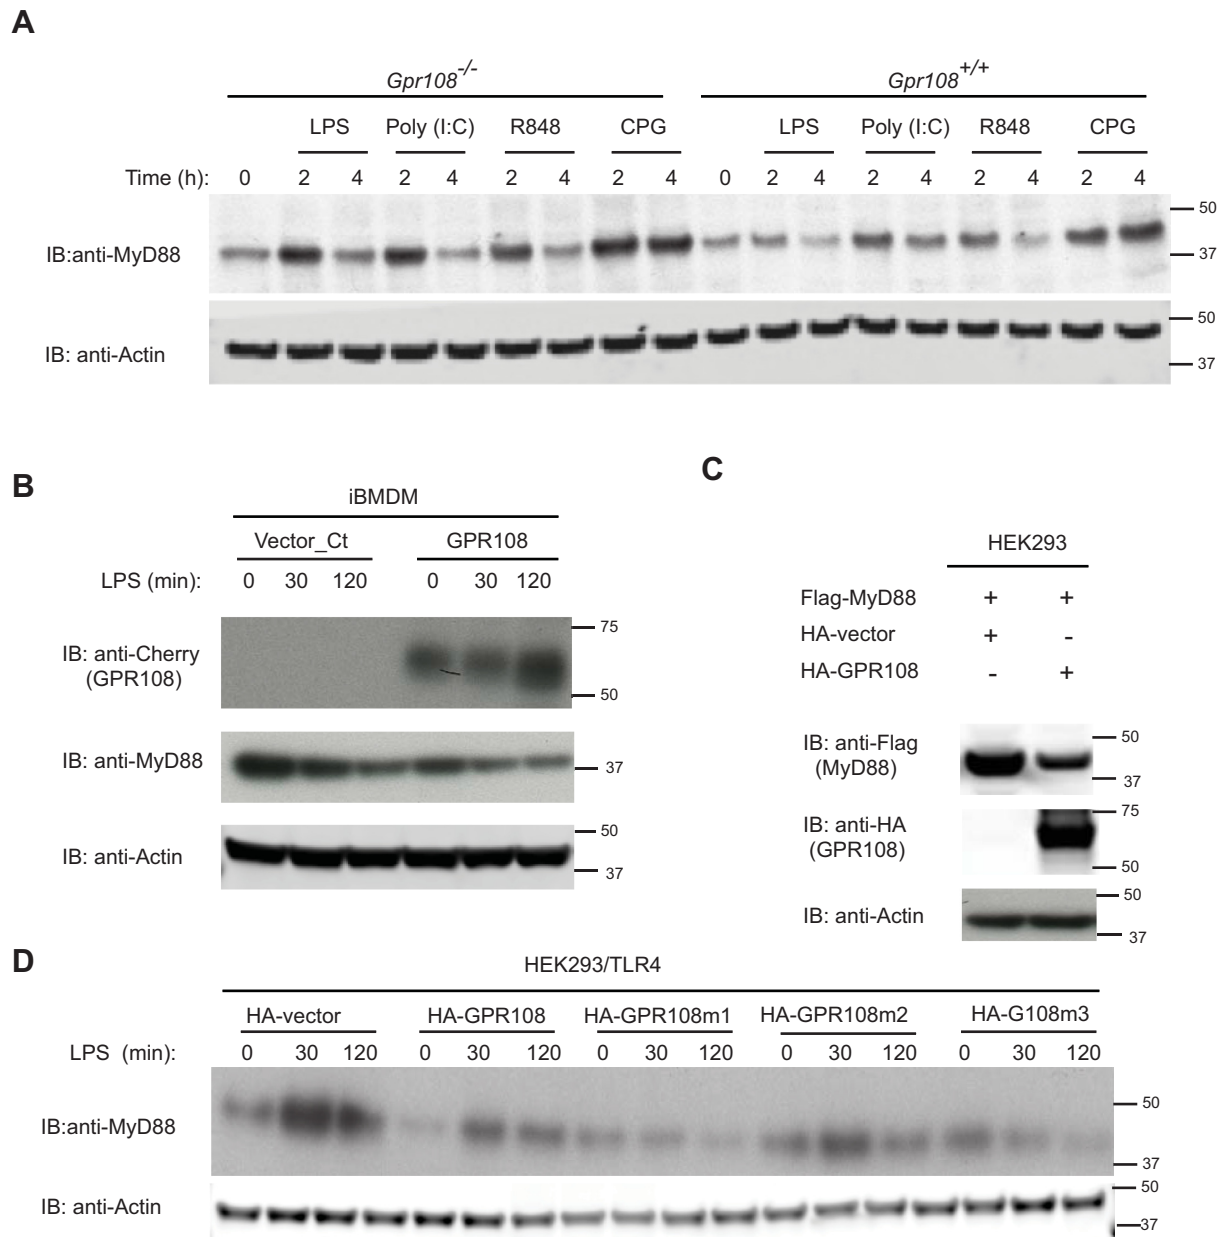 A
Gpr108-/- Gpr108+/+
LPS Poly (I:C) R848 CPG LPS Poly (I:C) R848 CPG
Time (h): 0 2 4 2 4 2 4 2 4 0 2 4 2 4 2 4 2 4
50
IB:anti-MyD88 37
50
IB: anti-Actin
37
B
iBMDM
Vector_Ct GPR108
LPS (min): 0 30 120 0 30 120
75
IB: anti-Cherry
(GPR108)
50
IB: anti-MyD88 37
50
IB: anti-Actin
37
C
HEK293
Flag-MyD88 + +
HA-vector + -
HA-GPR108 - +
50
IB: anti-Flag
(MyD88)
37
75
IB: anti-HA
(GPR108)
50
50
IB: anti-Actin
37
D
HEK293/TLR4
HA-vector HA-GPR108 HA-GPR108m1 HA-GPR108m2 HA-G108m3
LPS (min): 0 30 120 0 30 120 0 30 120 0 30 120 0 30 120
50
IB:anti-MyD88
37
50
IB: anti-Actin
37